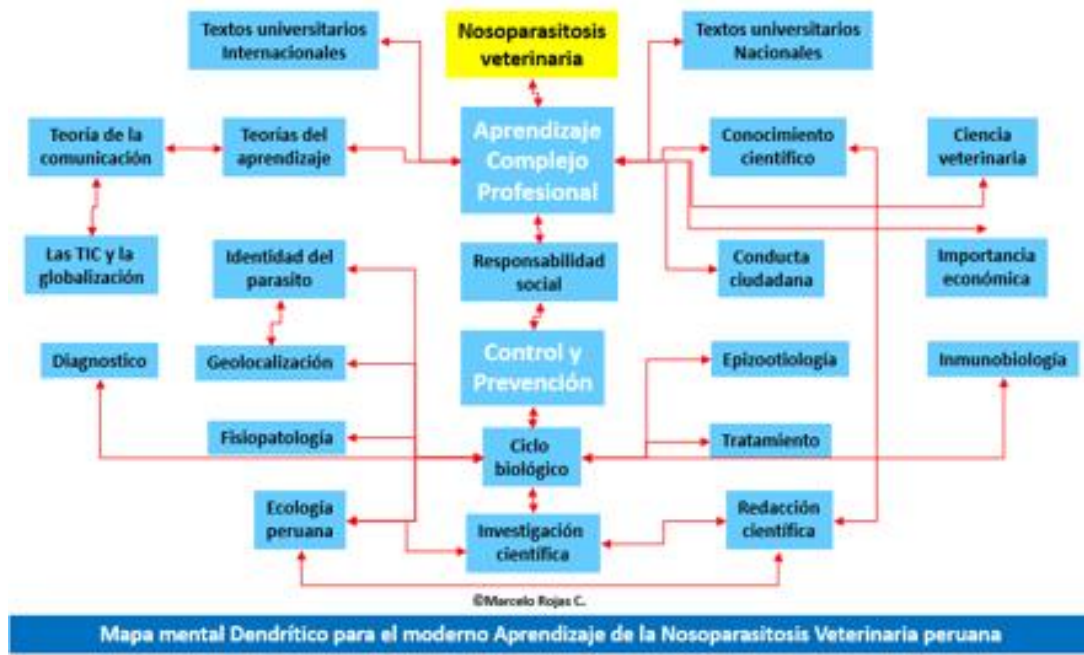 Textos universitarios
Internacionales
Nosoparasitosis
veterinaria
Textos universitarios
Nacionales
Teoría de la
comunicación
Teorías del
aprendizaje
Aprendizaje
Complejo
Profesional
Conocimiento
científico
Ciencia
veterinaria
Las TIC y la
globalización
Identidad del
parasito
Responsabilidad
social
Conducta
ciudadana
Importancia
económica
Diagnostico
Geolocalización
Control y
Prevención
Epizootiología
Inmunobiología
Fisiopatología
Ciclo
biológico
Tratamiento
Ecología
peruana
Investigación
científica
Redacción
científica
©Marcelo Rojas C.
Mapa mental Dendrítico para el moderno Aprendizaje de la Nosoparasitosis Veterinaria peruana